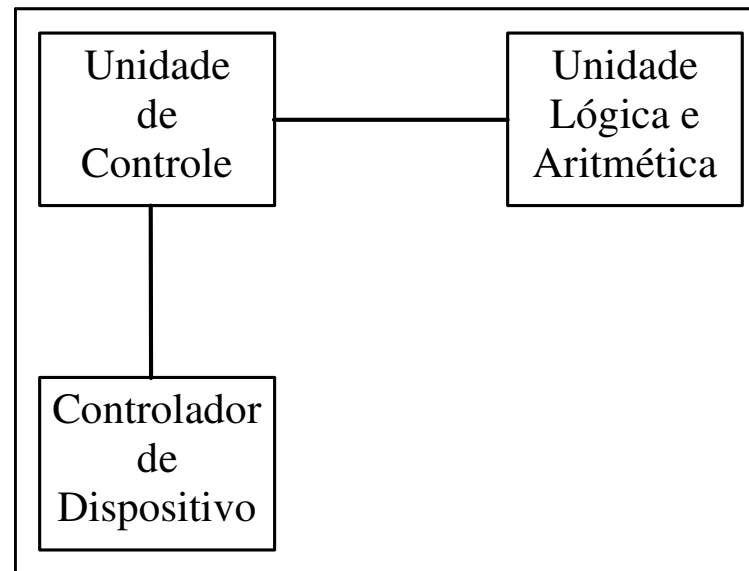 Unidade
de
Controle
Unidade
Lógica e
Aritmética
Controlador
de
Dispositivo